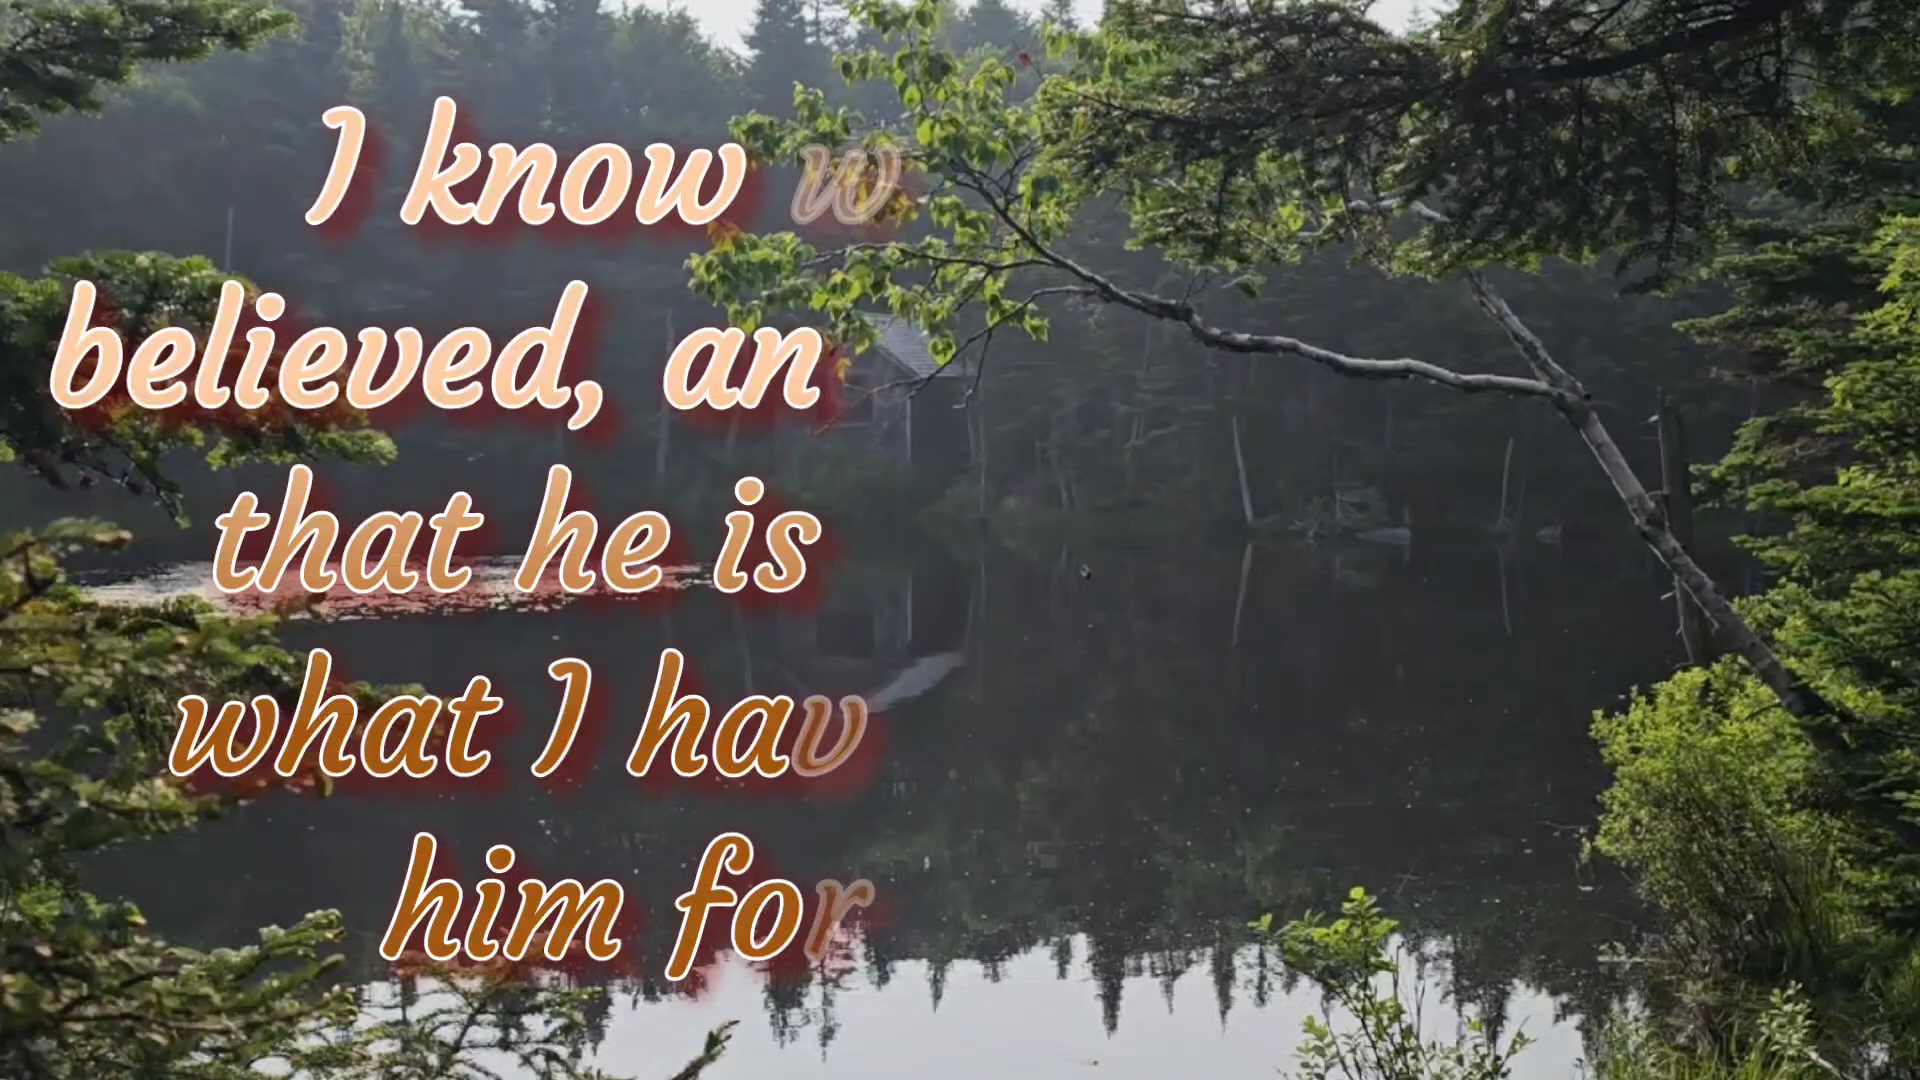 I know w
believed, an
that he is
what I hav
him for